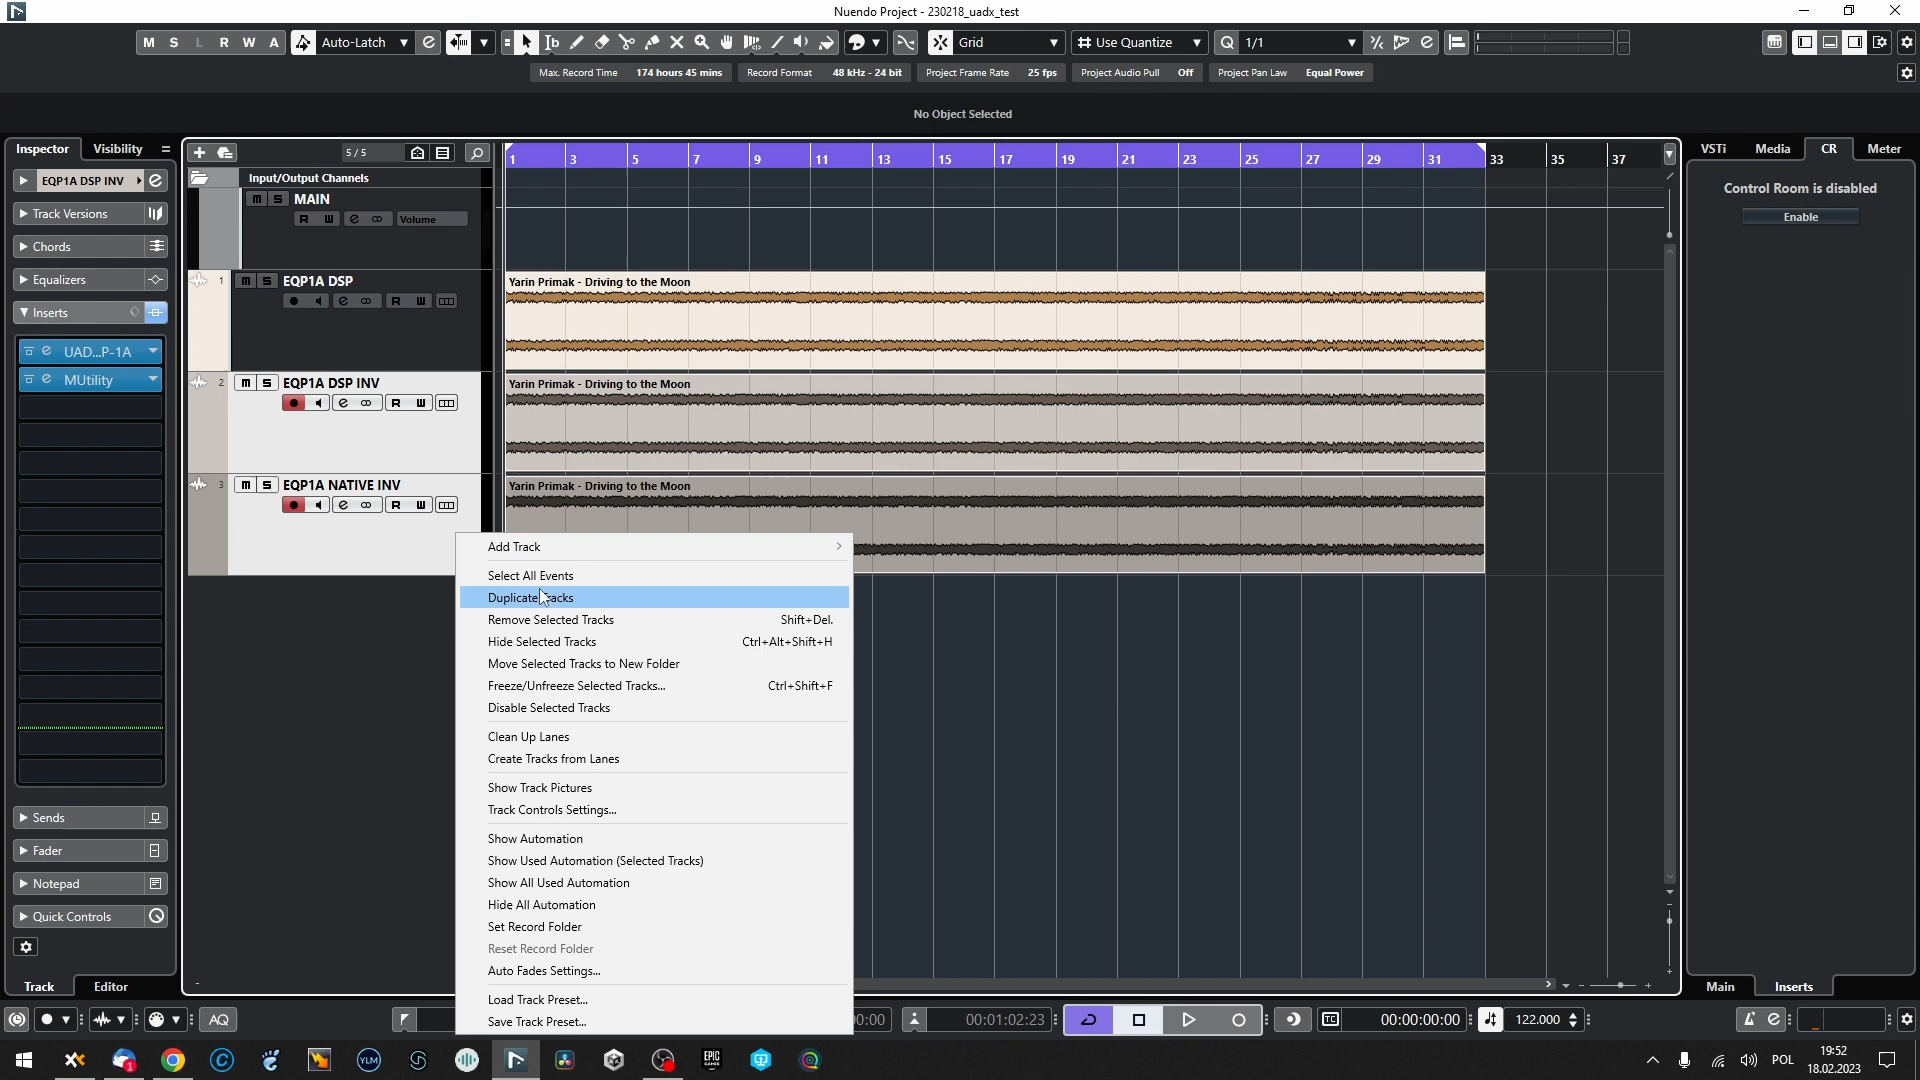 Nuendo Project - 230218_uadx_test
M S L R W A Auto-Latch Grid # Use Quantize Q 1/1
Max. Record Time 174 hours 45 mins Record Format 48 kHz - 24 bit Project Frame Rate 25 fps Project Audio Pull Off Project Pan Law Equal Power
No Object Selected
Inspector Visibility 5 / 5 1 3 5 7 9 11 13 15 17 19 21 23 25 27 29 31 33 35 37 VSTi Media CR Meter
EQP1A DSP INV
Input/Output Channels
Control Room is disabled
Enable
m s MAIN
R W e Volume
Track Versions
Chords
Equalizers
1 m s EQP1A DSP Yarin Primak - Driving to the Moon
Inserts
UAD...P-1A
MUtility
2 m s EQP1A DSP INV Yarin Primak - Driving to the Moon
3 m s EQP1A NATIVE INV Yarin Primak - Driving to the Moon
Add Track
Select All Events
Duplicate Tracks
Remove Selected Tracks Shift+Del.
Hide Selected Tracks Ctrl+Alt+Shift+H
Move Selected Tracks to New Folder
Freeze/Unfreeze Selected Tracks... Ctrl+Shift+F
Disable Selected Tracks
Clean Up Lanes
Create Tracks from Lanes
Show Track Pictures
Track Controls Settings...
Show Automation
Show Used Automation (Selected Tracks)
Show All Used Automation
Hide All Automation
Set Record Folder
Reset Record Folder
Auto Fades Settings...
Load Track Preset...
Save Track Preset...
Sends
Fader
Notepad
Quick Controls
Track Editor Main Inserts
AQ 00:00 00:01:02:23 TC 00:00:00:00 122.000
YLM EPIC GAMES POL 19:52
18.02.2023